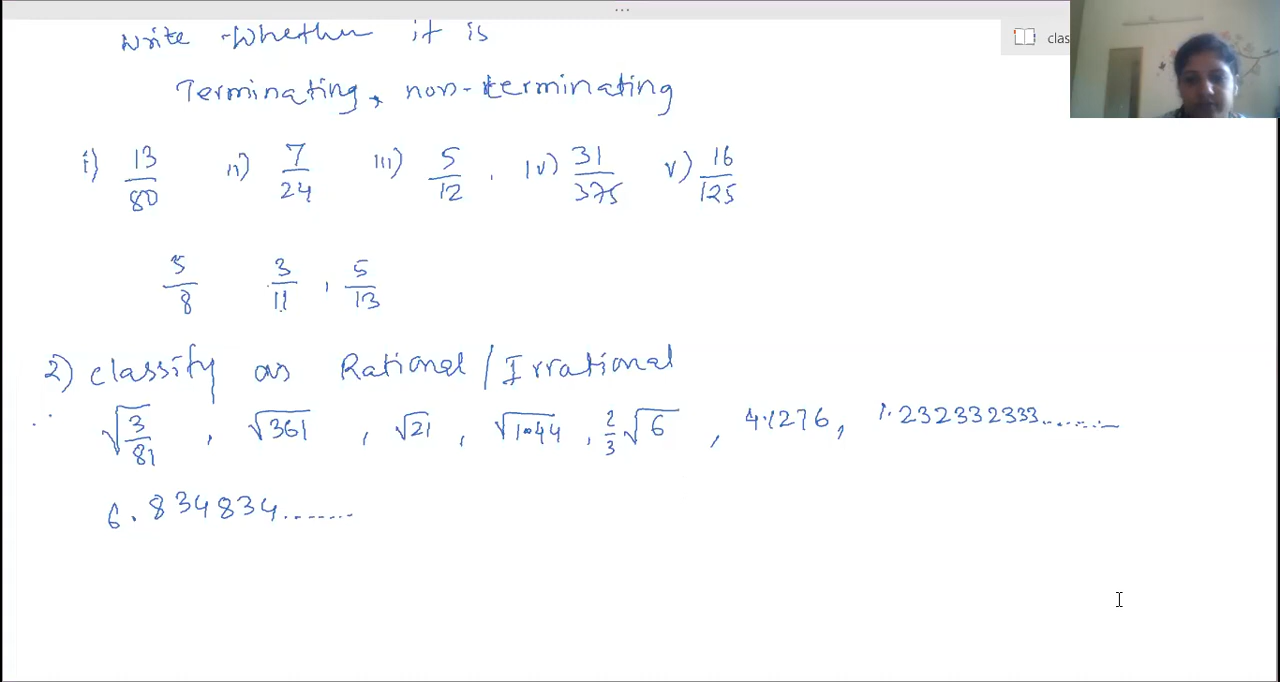 write whether it is
clas
Terminating, non-terminating
i) 13/80 ii) 7/24 iii) 5/12, iv) 31/375 v) 16/125
5/8 3/11, 5/13
2) classify as Rational / Irrational
√3/81, √361, √21, √1.44, 2/3√6, 4.1276, 1.232332333.........
6.834834.......